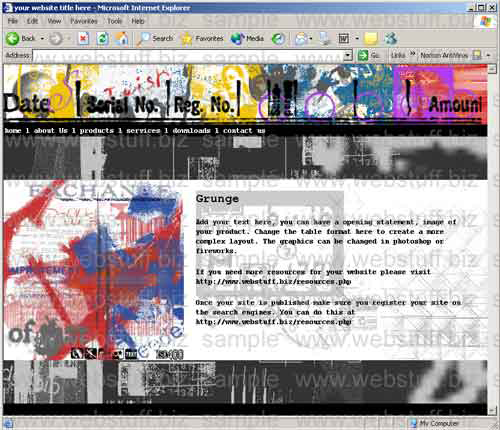 your website title here - Microsoft Internet Explorer
File Edit View Favorites Tools Help
Back Search Favorites Media
Address Go Links Norton AntiVirus
I wish
Date Serial No. Reg. No. Amount
home l about Us l products l services l downloads l contact us
www.webstuff.biz sample www.webstuff.biz
EXCHANGE
Grunge
Add your text here, you can have a opening statement, image of
your product. Change the table format here to create a more
complex layout. The graphics can be changed in photoshop or
fireworks.
IMPROVEMENT
If you need more resources for your website please visit
http://www.webstuff.biz/resources.php
Once your site is published make sure you register your site on
the search engines. You can do this at
http://www.webstuff.biz/resources.php
of
ISO400
sample www.webstuff.biz sample www.webstuff.biz
My Computer